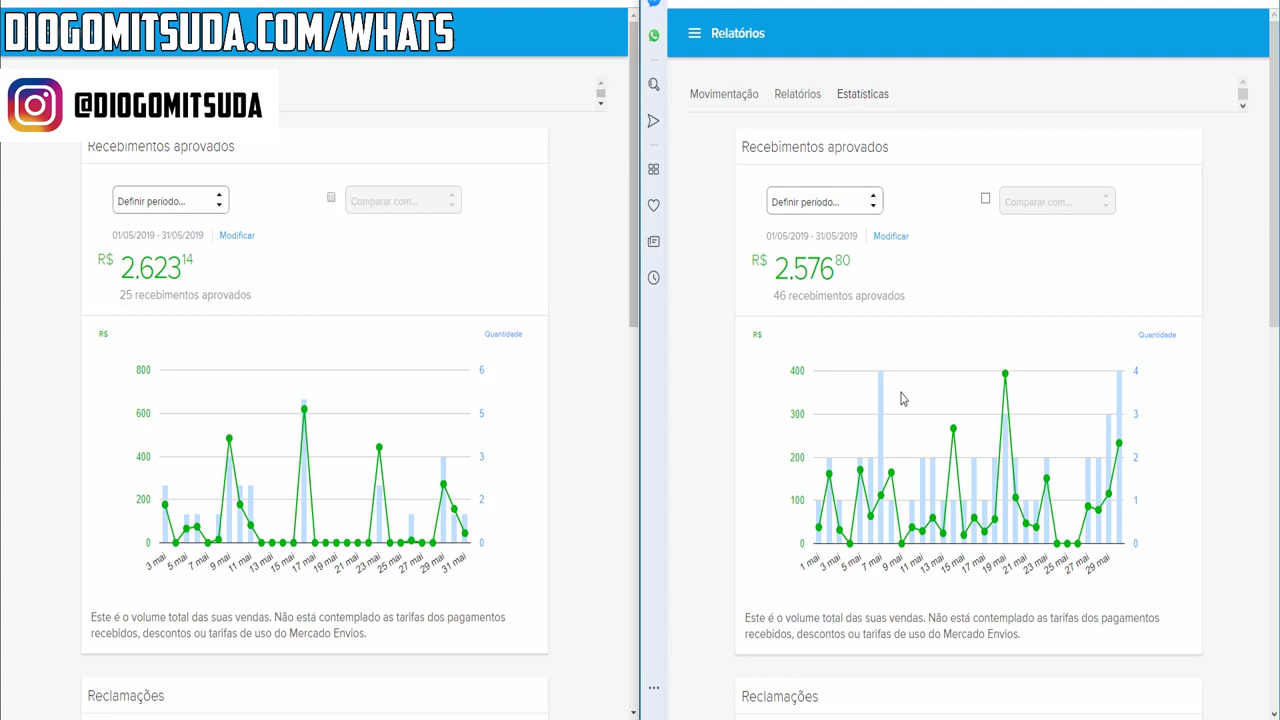 DIOGOMITSUDA.COM/WHATS
@DIOGOMITSUDA
Recebimentos aprovados
Definir período...
Comparar com...
01/05/2019 - 31/05/2019
Modificar
R$ 2.623 14
25 recebimentos aprovados
R$
Quantidade
800
600
400
200
0
6
5
3
2
0
3 mai
5 mai
7 mai
9 mai
11 mai
13 mai
15 mai
17 mai
19 mai
21 mai
23 mai
25 mai
27 mai
29 mai
31 mai
Este é o volume total das suas vendas. Não está contemplado as tarifas dos pagamentos
recebidos, descontos ou tarifas de uso do Mercado Envios.
Reclamações
Relatórios
Movimentação
Relatórios
Estatísticas
Recebimentos aprovados
Definir período...
Comparar com...
01/05/2019 - 31/05/2019
Modificar
R$ 2.576 80
46 recebimentos aprovados
R$
Quantidade
400
300
200
100
0
4
3
2
1
0
1 mai
3 mai
5 mai
7 mai
9 mai
11 mai
13 mai
15 mai
17 mai
19 mai
21 mai
23 mai
25 mai
27 mai
29 mai
Este é o volume total das suas vendas. Não está contemplado as tarifas dos pagamentos
recebidos, descontos ou tarifas de uso do Mercado Envios.
Reclamações